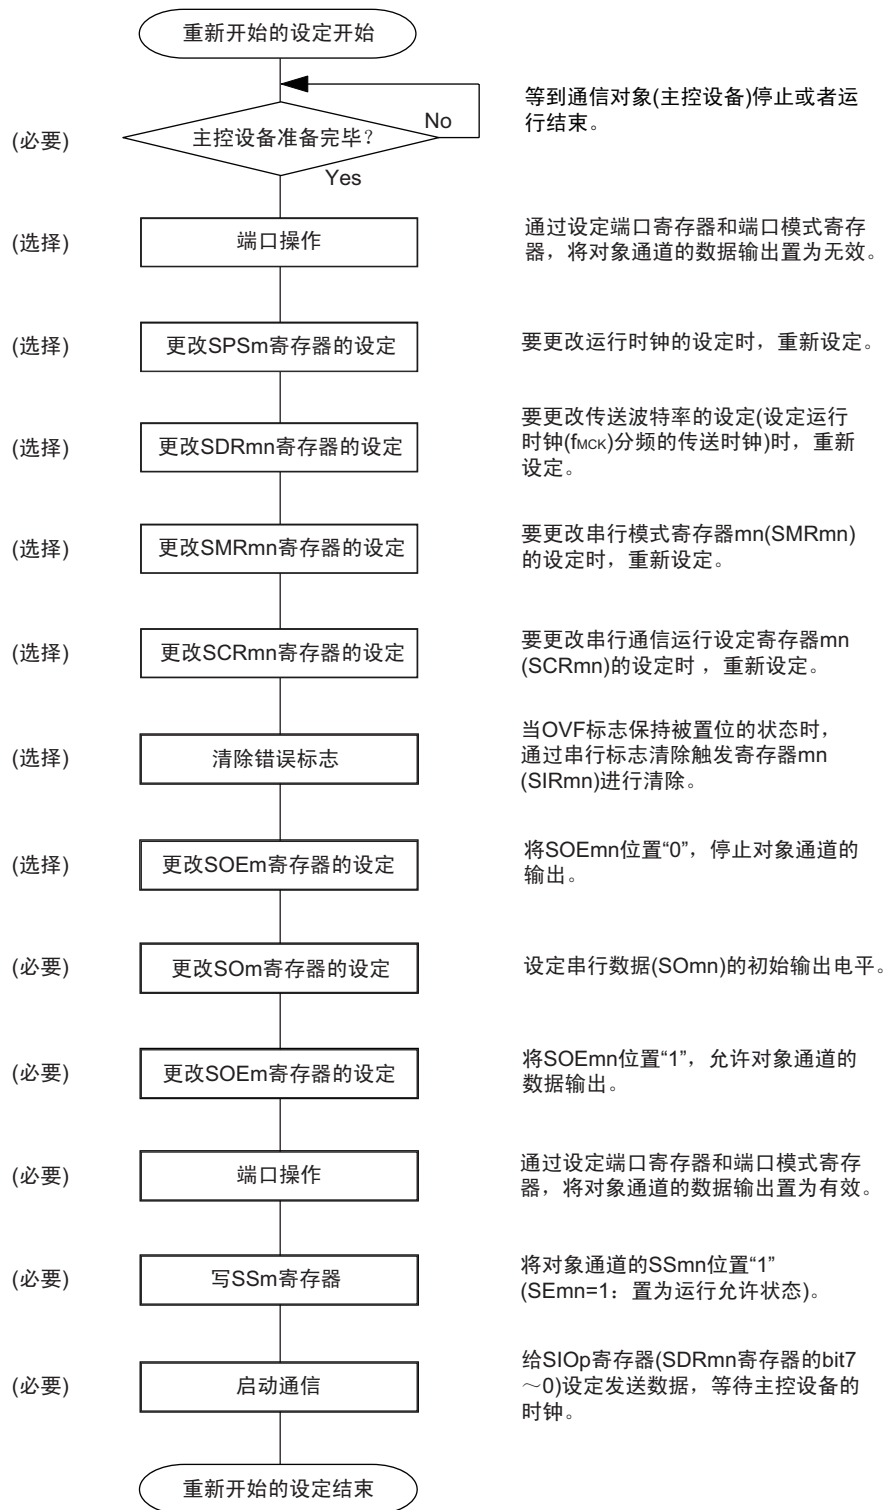 重新开始的设定开始
(必要)
主控设备准备完毕？
No
Yes
等到通信对象(主控设备)停止或者运
行结束。
(选择)
端口操作
通过设定端口寄存器和端口模式寄存
器，将对象通道的数据输出置为无效。
(选择)
更改SPSm寄存器的设定
要更改运行时钟的设定时，重新设定。
(选择)
更改SDRmn寄存器的设定
要更改传送波特率的设定(设定运行
时钟(fMCK)分频的传送时钟)时，重新
设定。
(选择)
更改SMRmn寄存器的设定
要更改串行模式寄存器mn(SMRmn)
的设定时，重新设定。
(选择)
更改SCRmn寄存器的设定
要更改串行通信运行设定寄存器mn
(SCRmn)的设定时，重新设定。
(选择)
清除错误标志
当OVF标志保持被置位的状态时，
通过串行标志清除触发寄存器mn
(SIRmn)进行清除。
(选择)
更改SOEm寄存器的设定
将SOEmn位置“0”，停止对象通道的
输出。
(必要)
更改SOm寄存器的设定
设定串行数据(SOmn)的初始输出电平。
(必要)
更改SOEm寄存器的设定
将SOEmn位置“1”，允许对象通道的
数据输出。
(必要)
端口操作
通过设定端口寄存器和端口模式寄存
器，将对象通道的数据输出置为有效。
(必要)
写SSm寄存器
将对象通道的SSmn位置“1”
(SEmn=1：置为运行允许状态)。
(必要)
启动通信
给SIOp寄存器(SDRmn寄存器的bit7
～0)设定发送数据，等待主控设备的
时钟。
重新开始的设定结束